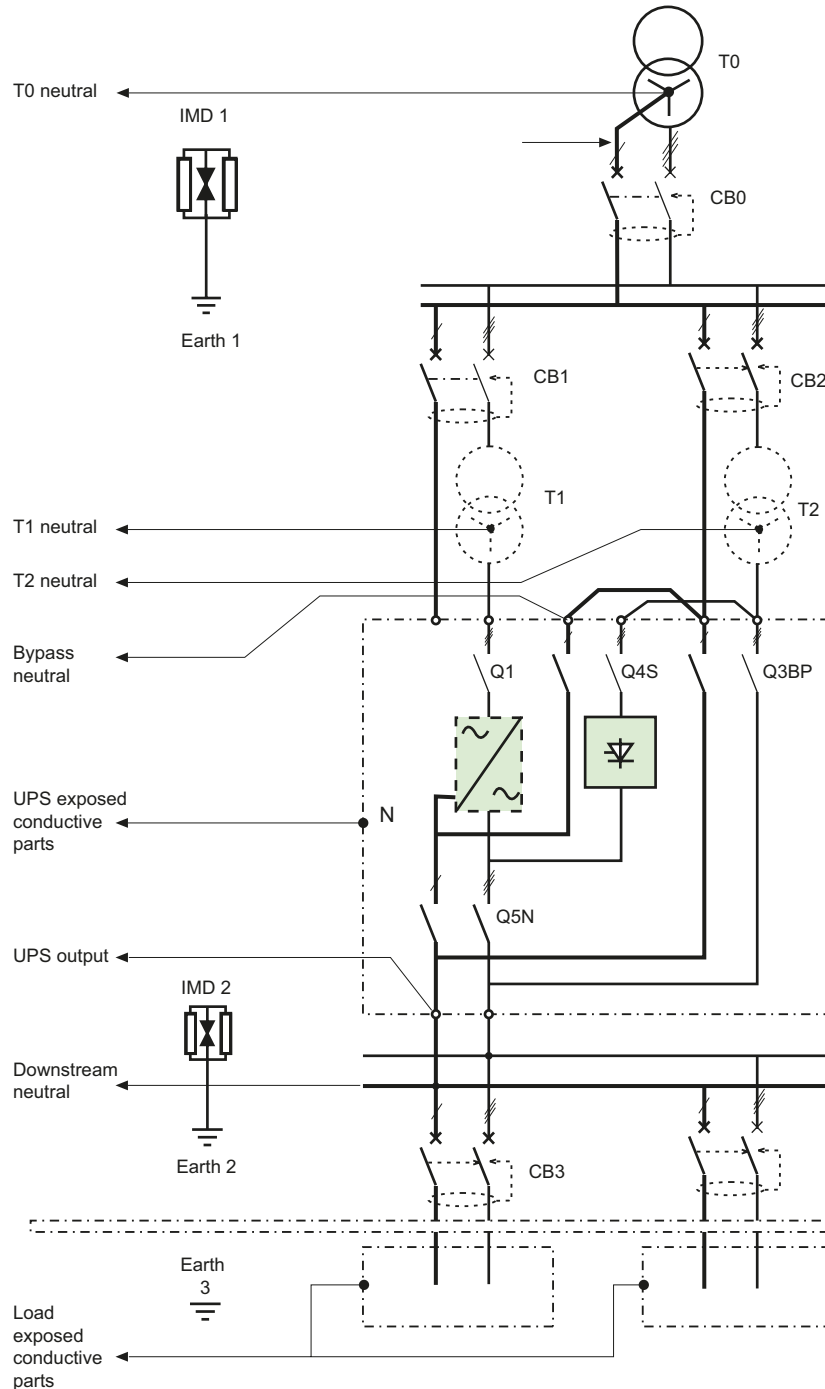 T0
T0 neutral
IMD 1
CB0
Earth 1
CB1
CB2
T1
T2
T1 neutral
T2 neutral
Bypass
neutral
Q1
Q4S
Q3BP
UPS exposed
conductive
parts
N
Q5N
UPS output
IMD 2
Downstream
neutral
Earth 2
CB3
Earth
3
Load
exposed
conductive
parts